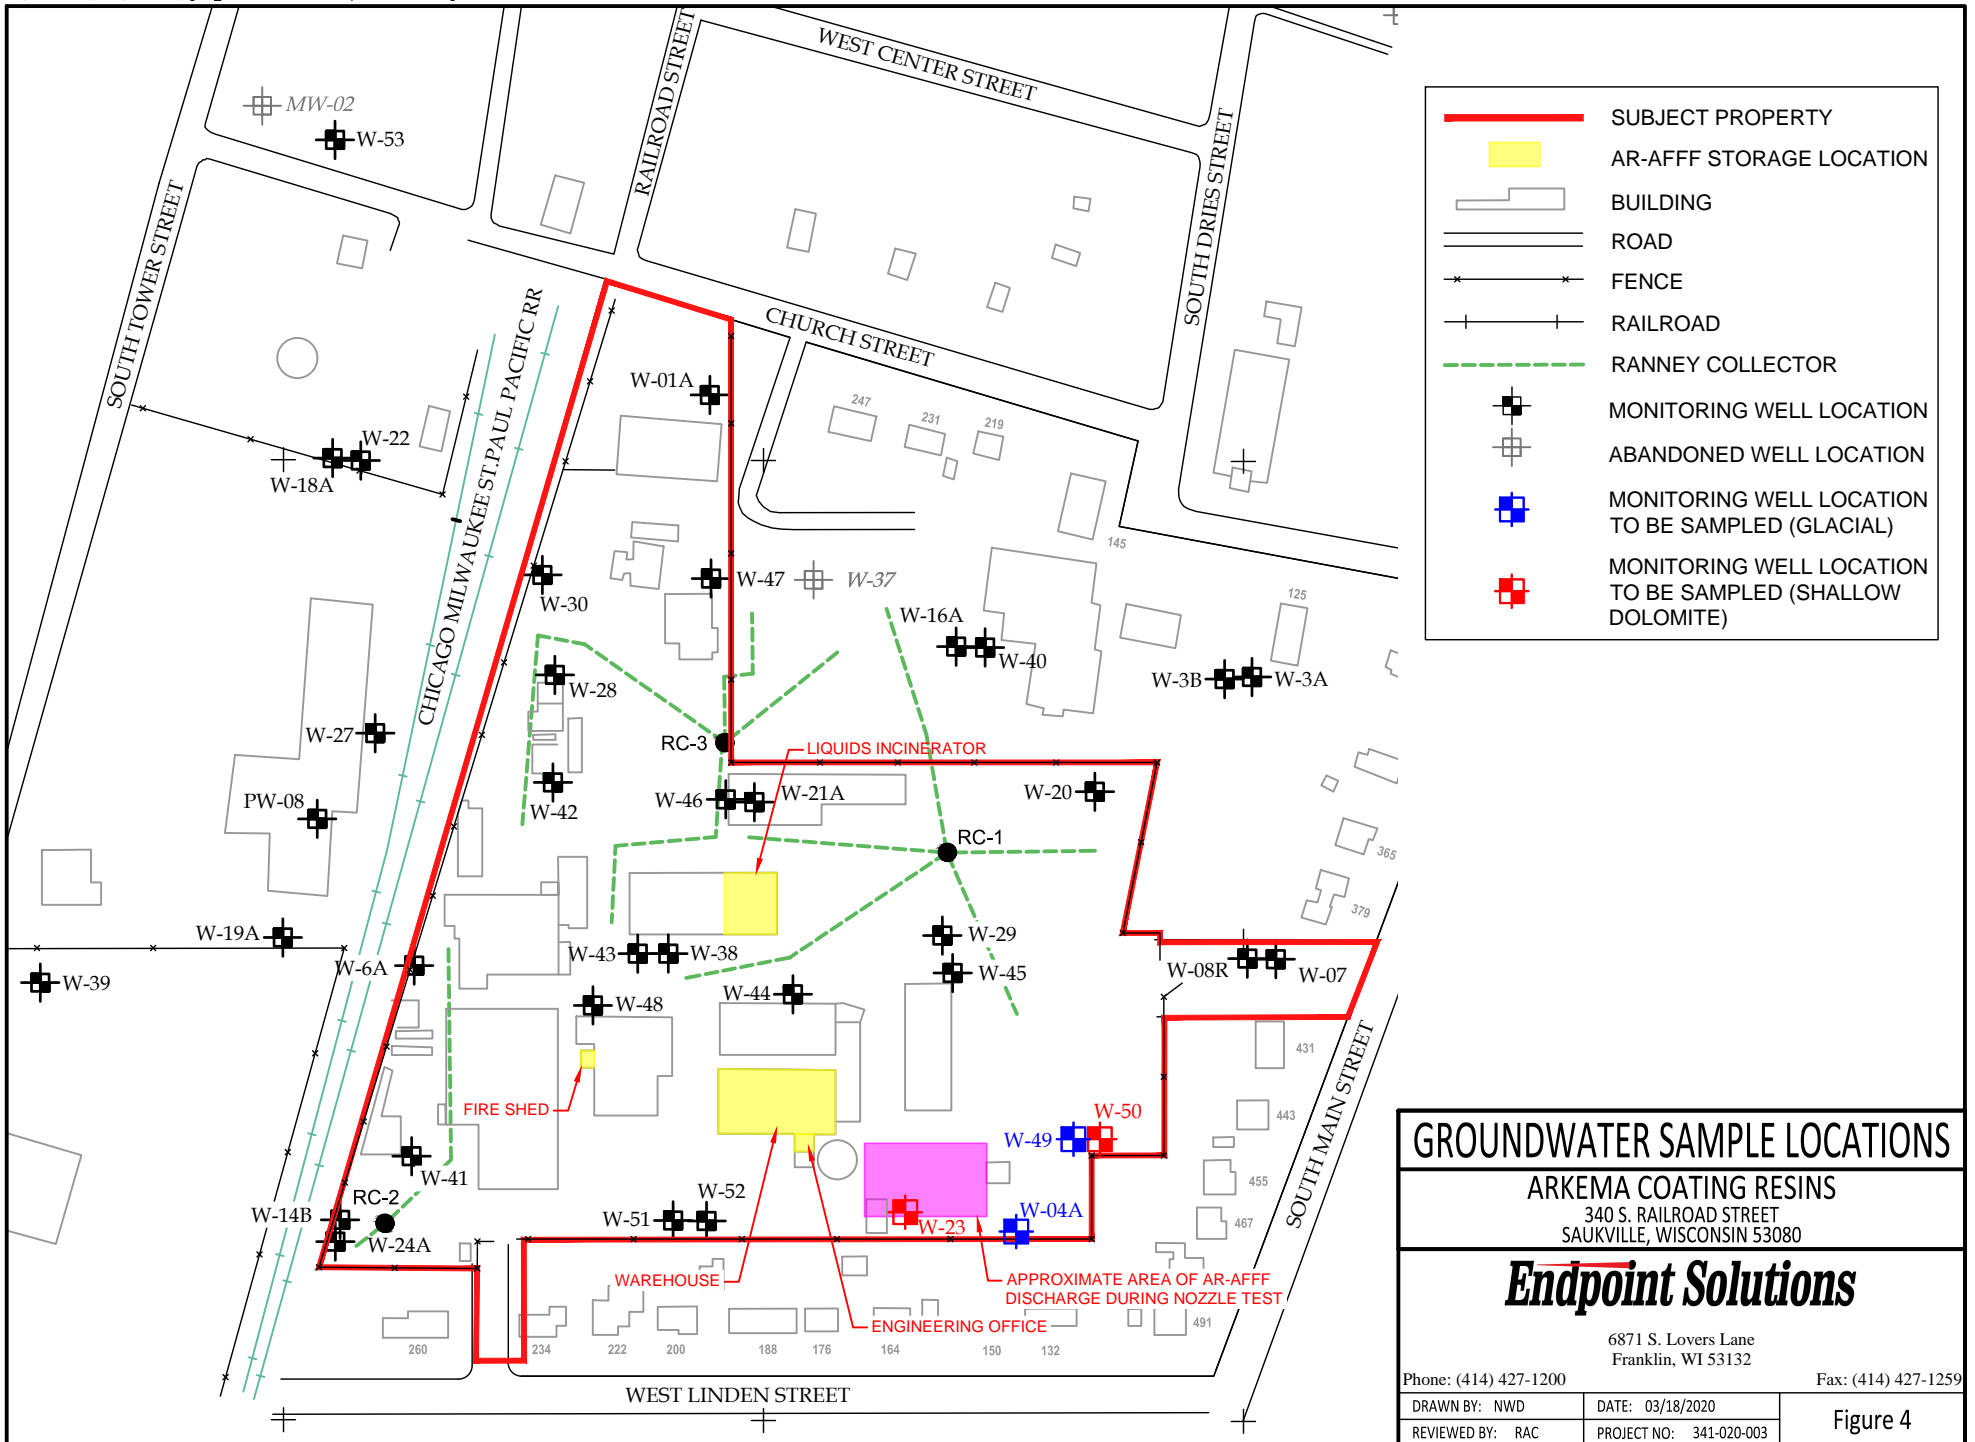 MW-02
W-53
SOUTH TOWER STREET
RAILROAD STREET
WEST CENTER STREET
SOUTH DRIES STREET
CHURCH STREET
CHICAGO MILWAUKEE ST.PAUL PACIFIC RR
W-01A
247
231
219
145
125
W-22
W-18A
W-30
W-47
W-37
W-16A
W-40
W-3B
W-3A
W-28
W-27
RC-3
LIQUIDS INCINERATOR
PW-08
W-42
W-46
W-21A
W-20
RC-1
365
379
W-19A
W-39
W-6A
W-43
W-38
W-29
W-45
W-08R
W-07
W-48
W-44
431
443
455
467
491
FIRE SHED
W-49
W-50
W-41
RC-2
W-14B
W-24A
W-51
W-52
W-23
W-04A
WAREHOUSE
APPROXIMATE AREA OF AR-AFFF
DISCHARGE DURING NOZZLE TEST
ENGINEERING OFFICE
260
234
222
200
188
176
164
150
132
SOUTH MAIN STREET
WEST LINDEN STREET
SUBJECT PROPERTY
AR-AFFF STORAGE LOCATION
BUILDING
ROAD
FENCE
RAILROAD
RANNEY COLLECTOR
MONITORING WELL LOCATION
ABANDONED WELL LOCATION
MONITORING WELL LOCATION
TO BE SAMPLED (GLACIAL)
MONITORING WELL LOCATION
TO BE SAMPLED (SHALLOW
DOLOMITE)
GROUNDWATER SAMPLE LOCATIONS
ARKEMA COATING RESINS
340 S. RAILROAD STREET
SAUKVILLE, WISCONSIN 53080
Endpoint Solutions
6871 S. Lovers Lane
Franklin, WI 53132
Phone: (414) 427-1200
Fax: (414) 427-1259
DRAWN BY: NWD
DATE: 03/18/2020
REVIEWED BY: RAC
PROJECT NO: 341-020-003
Figure 4